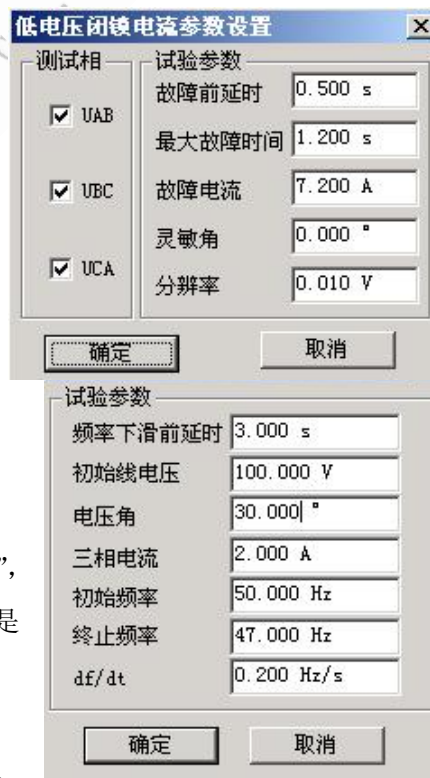 低电压闭镜电流参数设置
测试相
UAB
UBC
UCA
试验参数
故障前延时 0.500 s
最大故障时间 1.200 s
故障电流 7.200 A
灵敏角 0.000 °
分辨率 0.010 V
确定 取消
试验参数
频率下滑前延时 3.000 s
初始线电压 100.000 V
电压角 30.000 °
三相电流 2.000 A
初始频率 50.000 Hz
终止频率 47.000 Hz
df/dt 0.200 Hz/s
确定 取消
”,
是